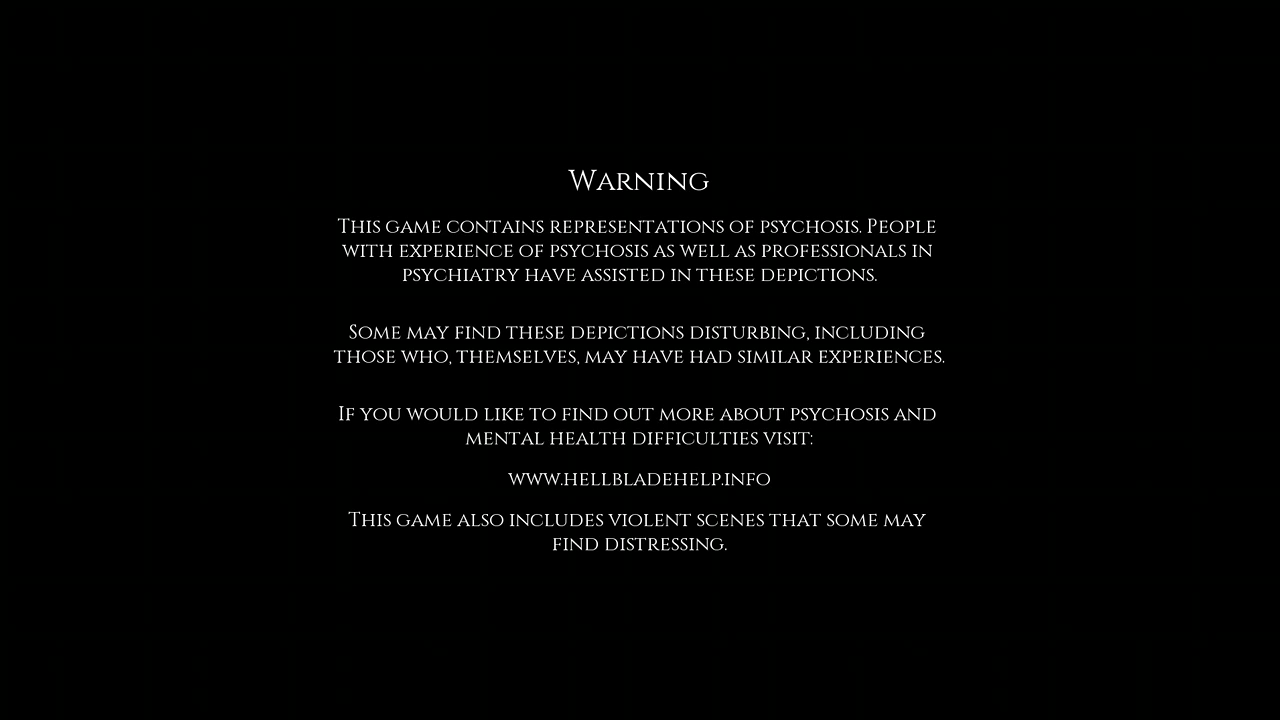 Warning
This game contains representations of psychosis. People
with experience of psychosis as well as professionals in
psychiatry have assisted in these depictions.
Some may find these depictions disturbing, including
those who, themselves, may have had similar experiences.
If you would like to find out more about psychosis and
mental health difficulties visit:
www.hellbladehelp.info
This game also includes violent scenes that some may
find distressing.